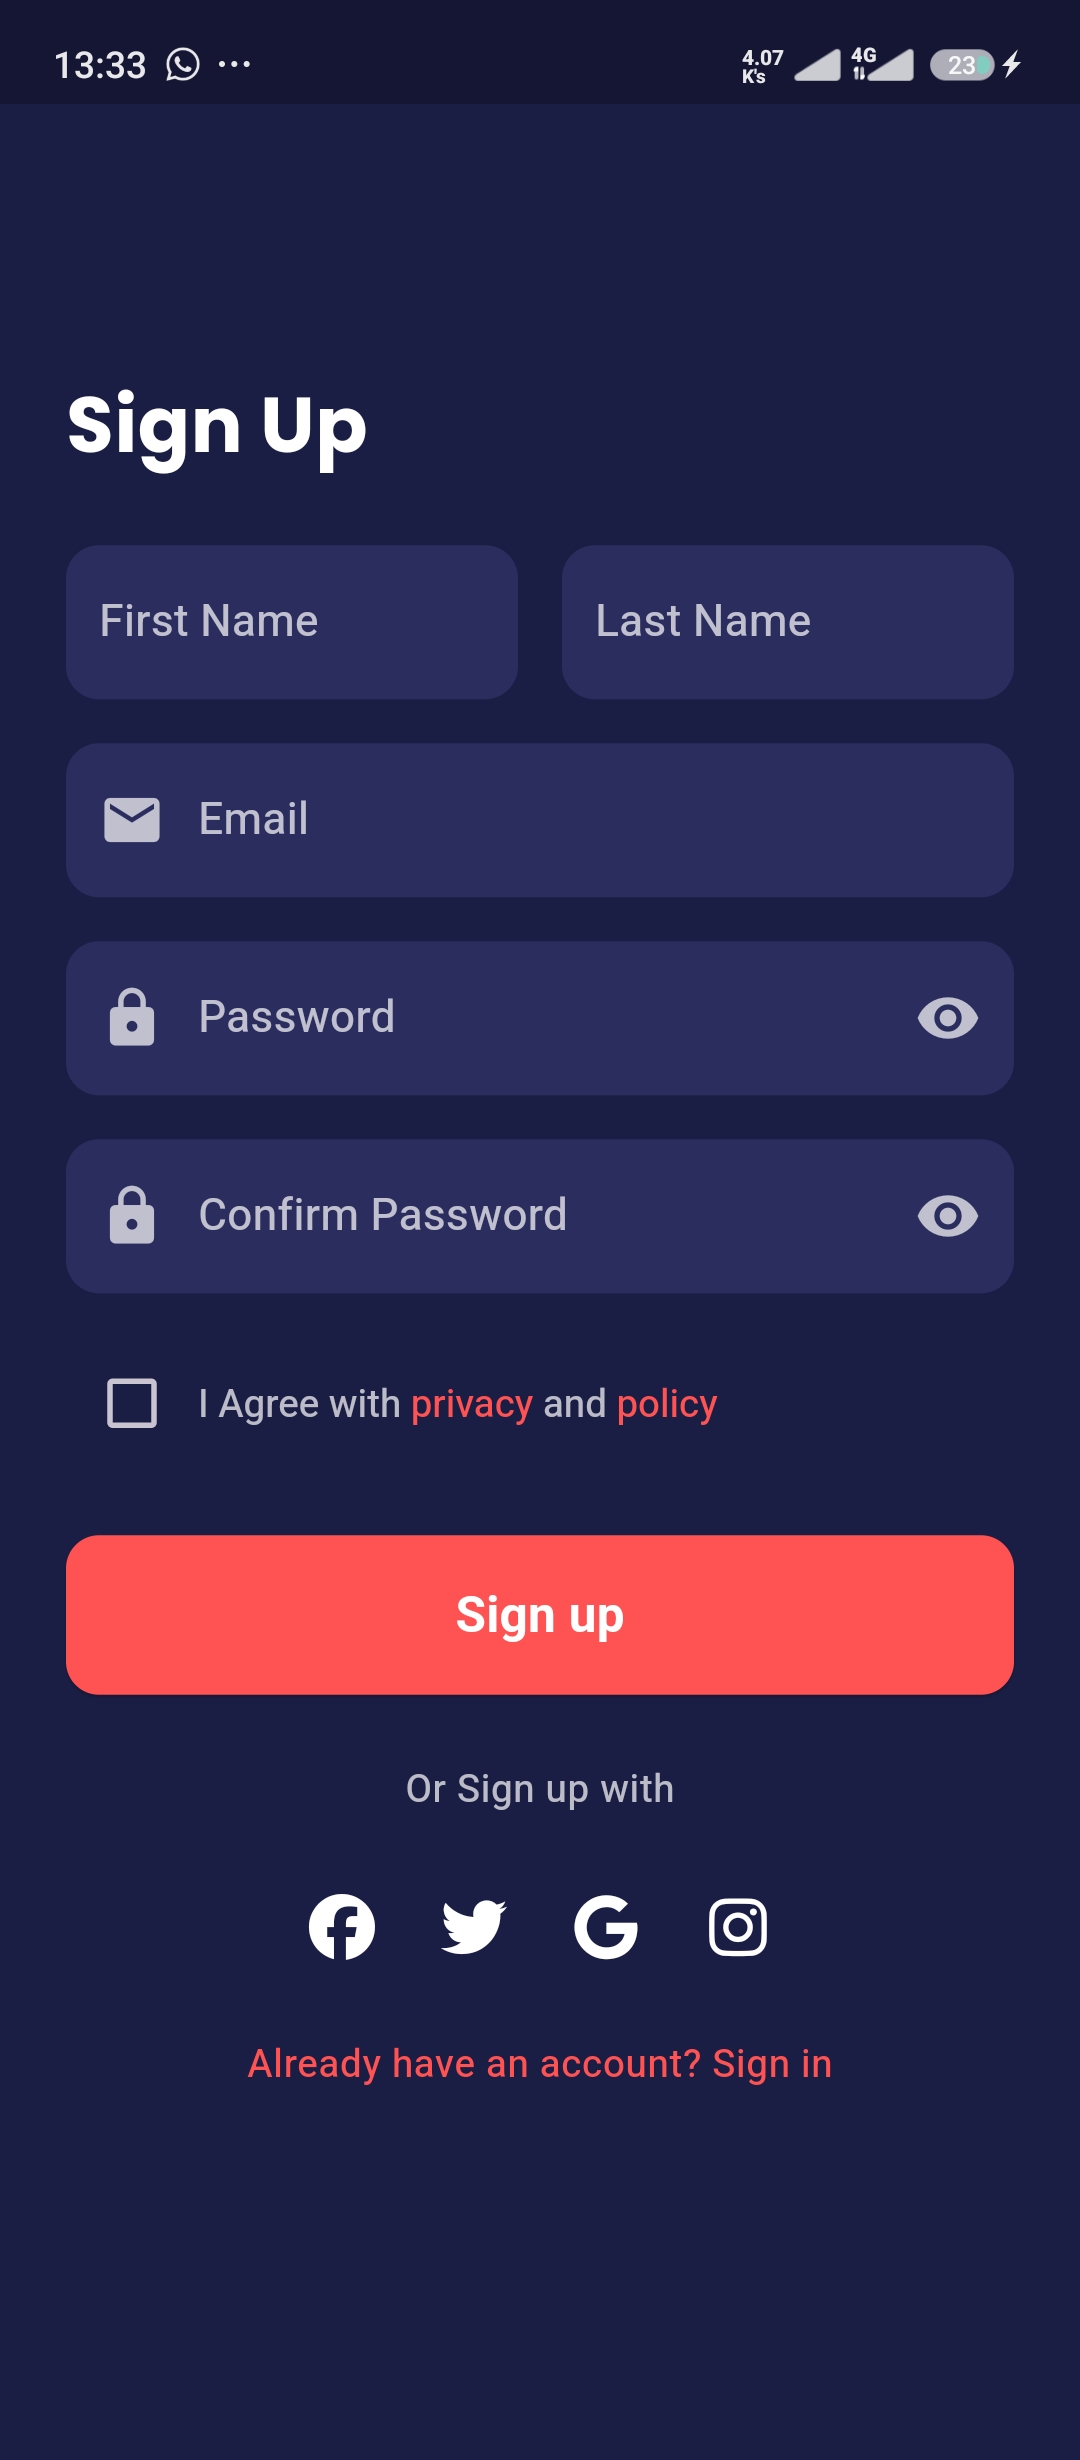 13:33 ... 4.07 K's 4G 23
Sign Up
First Name Last Name
Email
Password
Confirm Password
I Agree with privacy and policy
Sign up
Or Sign up with
Already have an account? Sign in